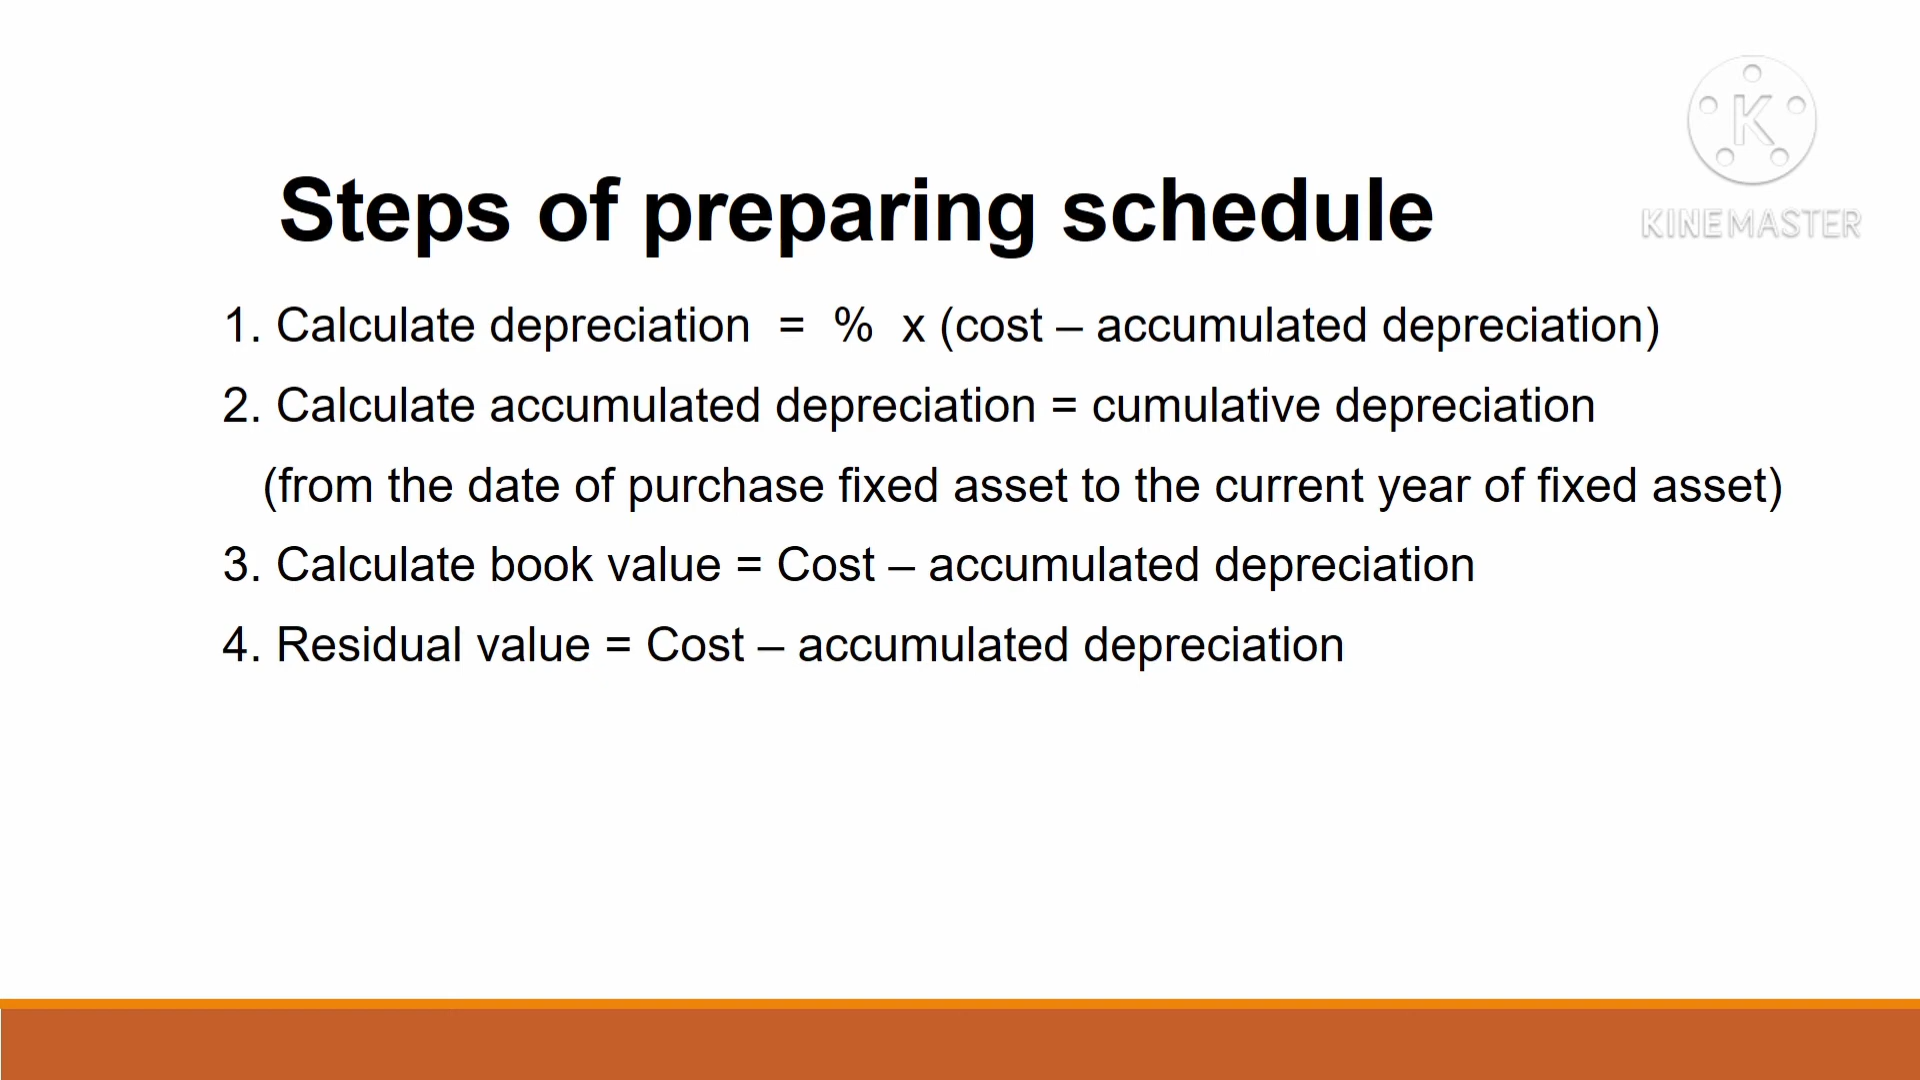 K
KINEMASTER
Steps of preparing schedule
1. Calculate depreciation = % x (cost – accumulated depreciation)
2. Calculate accumulated depreciation = cumulative depreciation
(from the date of purchase fixed asset to the current year of fixed asset)
3. Calculate book value = Cost – accumulated depreciation
4. Residual value = Cost – accumulated depreciation